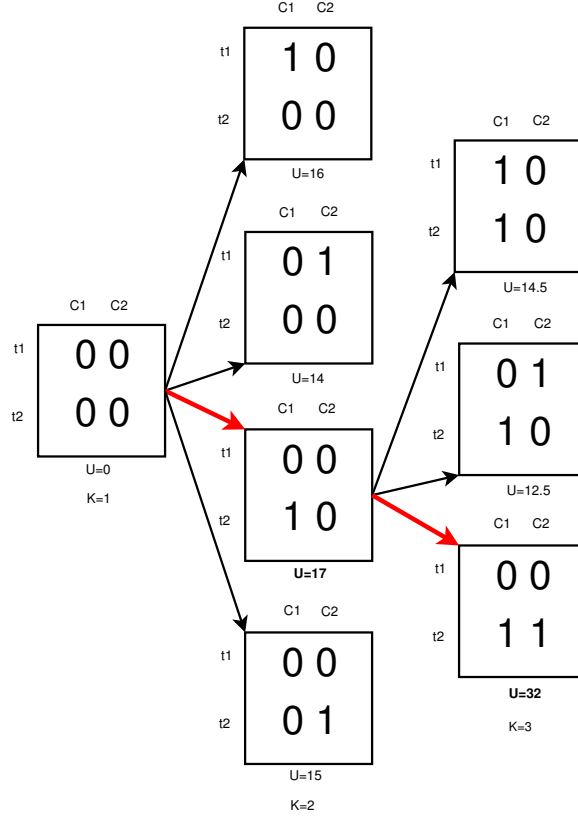 C1 C2
t1 0 0
t2 0 0
U=0
K=1
C1 C2
t1 1 0
t2 0 0
U=16
C1 C2
t1 0 1
t2 0 0
U=14
C1 C2
t1 0 0
t2 1 0
U=17
C1 C2
t1 0 0
t2 0 1
U=15
K=2
C1 C2
t1 1 0
t2 1 0
U=14.5
C1 C2
t1 0 1
t2 1 0
U=12.5
C1 C2
t1 0 0
t2 1 1
U=32
K=3